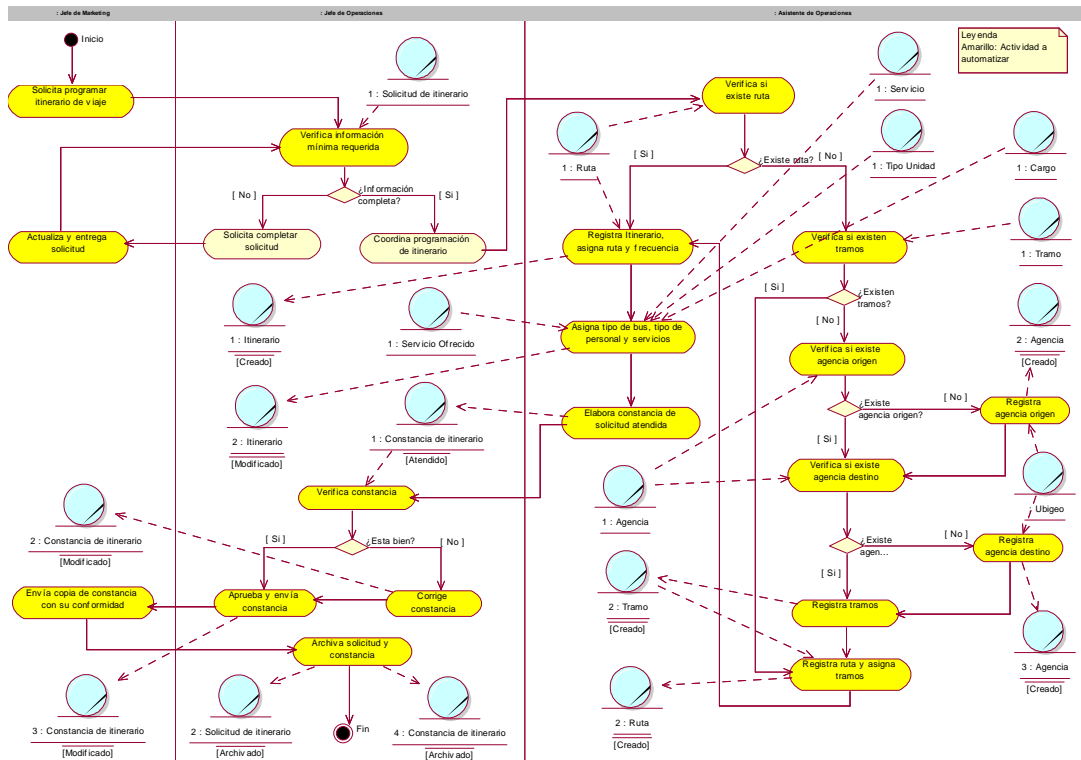 : Jefe de Marketing
: Jefe de Operaciones
: Asistente de Operaciones
Inicio
Solicita programar
itinerario de viaje
1 : Solicitud de itinerario
Verifica información
mínima requerida
¿Información
completa?
[ No ]
[ Si ]
Actualiza y entrega
solicitud
Solicita completar
solicitud
Coordina programación
de itinerario
1 : Itinerario
[Creado]
1 : Servicio Ofrecido
2 : Itinerario
[Modificado]
1 : Constancia de itinerario
[Atendido]
Verifica constancia
2 : Constancia de itinerario
[Modificado]
[ Si ]
¿Esta bien?
[ No ]
Envía copia de constancia
con su conformidad
Aprueba y envía
constancia
Corrige
constancia
Archiva solicitud y
constancia
3 : Constancia de itinerario
[Modificado]
2 : Solicitud de itinerario
[Archivado]
Fin
4 : Constancia de itinerario
[Archivado]
Verifica si
existe ruta
1 : Servicio
Leyenda
Amarillo: Actividad a
automatizar
1 : Ruta
[ Si ]
¿Existe ruta?
[ No ]
1 : Tipo Unidad
1 : Cargo
Registra Itinerario,
asigna ruta y frecuencia
Verifica si existen
tramos
1 : Tramo
[ Si ]
¿Existen
tramos?
[ No ]
Asigna tipo de bus, tipo de
personal y servicios
Verifica si existe
agencia origen
2 : Agencia
[Creado]
Elabora constancia de
solicitud atendida
¿Existe
agencia origen?
[ No ]
[ Si ]
Registra
agencia origen
Verifica si existe
agencia destino
1 : Agencia
Ubigeo
¿Existe
agen...
[ No ]
[ Si ]
Registra
agencia destino
2 : Tramo
[Creado]
Registra tramos
3 : Agencia
[Creado]
Registra ruta y asigna
tramos
2 : Ruta
[Creado]